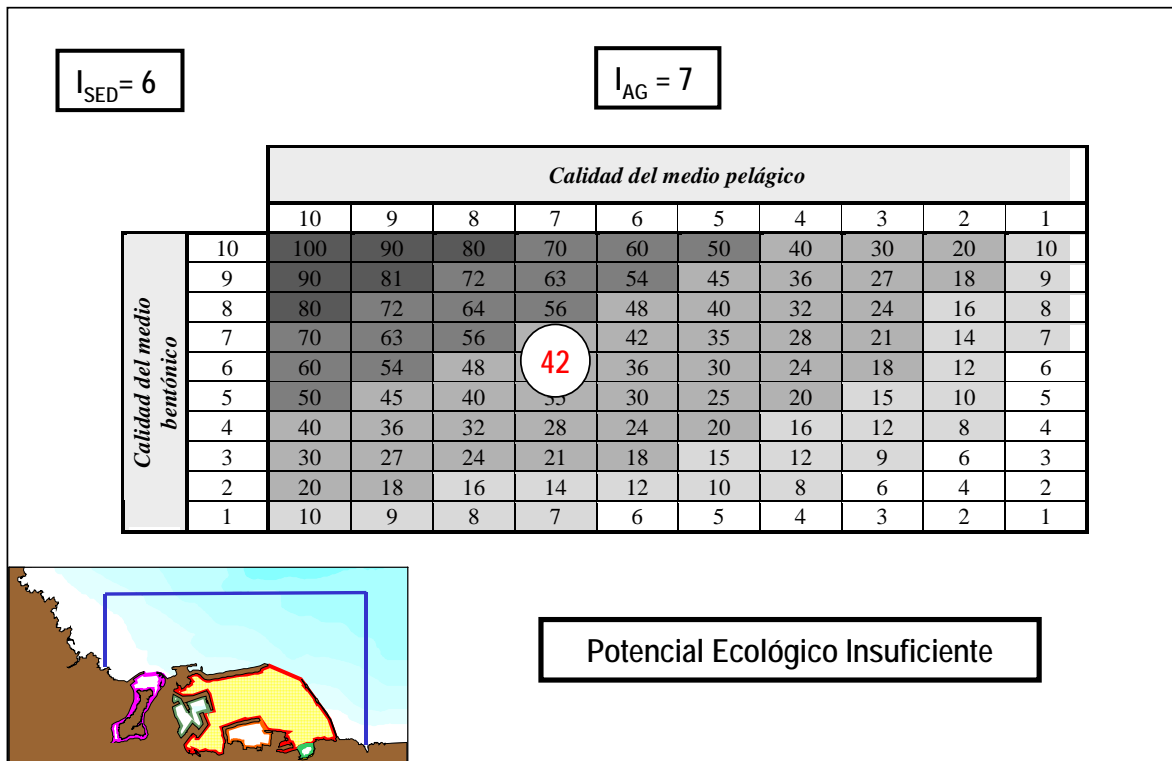 I_SED= 6
I_AG = 7
Calidad del medio pelágico
10 9 8 7 6 5 4 3 2 1
Calidad del medio
bentónico
10 100 90 80 70 60 50 40 30 20 10
9 90 81 72 63 54 45 36 27 18 9
8 80 72 64 56 48 40 32 24 16 8
7 70 63 56 42 35 28 21 14 7
6 60 54 48 42 36 30 24 18 12 6
5 50 45 40 35 30 25 20 15 10 5
4 40 36 32 28 24 20 16 12 8 4
3 30 27 24 21 18 15 12 9 6 3
2 20 18 16 14 12 10 8 6 4 2
1 10 9 8 7 6 5 4 3 2 1
Potencial Ecológico Insuficiente